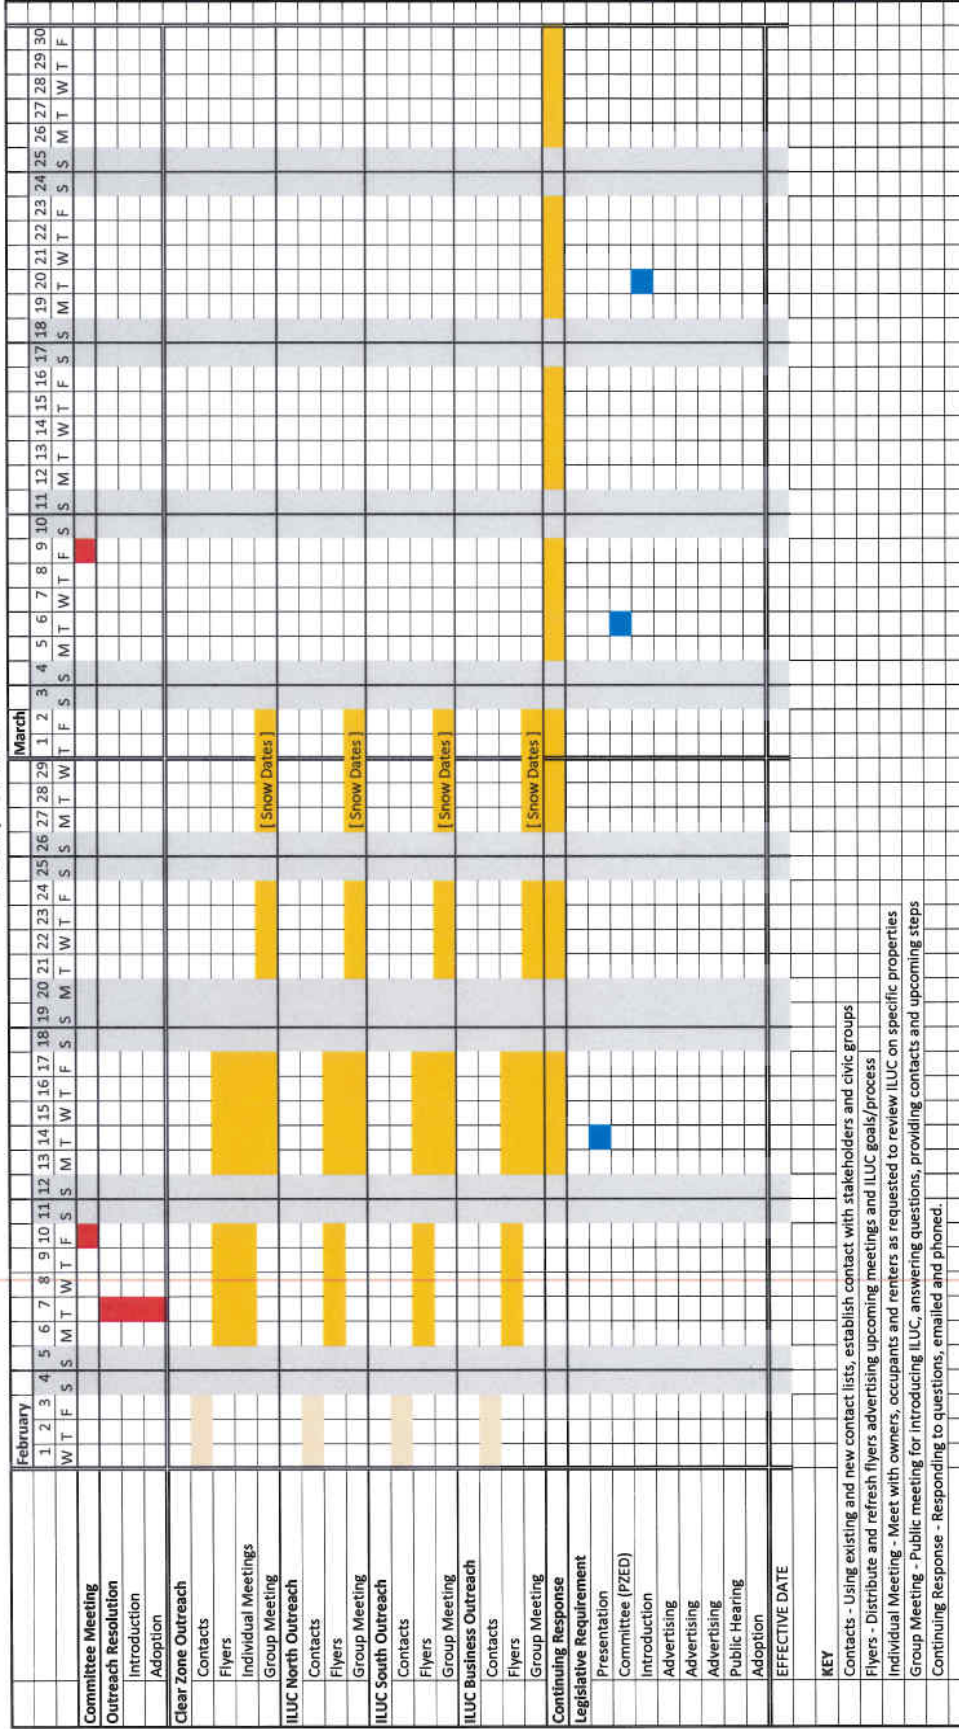 February March
1 2 3 4 5 6 7 8 9 10 11 12 13 14 15 16 17 18 19 20 21 22 23 24 25 26 27 28 29 1 2 3 4 5 6 7 8 9 10 11 12 13 14 15 16 17 18 19 20 21 22 23 24 25 26 27 28 29 30
W T F S S M T W T F S S M T W T F S S M T W T F S S M T W T F S S M T W T F S S M T W T F S S M T W T F S S M T W T F
Committee Meeting
Outreach Resolution
Introduction
Adoption
Clear Zone Outreach
Contacts
Flyers
Individual Meetings
Group Meeting [ Snow Dates ]
ILUC North Outreach
Contacts
Flyers
Group Meeting [ Snow Dates ]
ILUC South Outreach
Contacts
Flyers
Group Meeting [ Snow Dates ]
ILUC Business Outreach
Contacts
Flyers
Group Meeting [ Snow Dates ]
Continuing Response
Legislative Requirement
Presentation
Committee (PZED)
Introduction
Advertising
Advertising
Advertising
Public Hearing
Adoption
EFFECTIVE DATE
KEY
Contacts - Using existing and new contact lists, establish contact with stakeholders and civic groups
Flyers - Distribute and refresh flyers advertising upcoming meetings and ILUC goals/process
Individual Meeting - Meet with owners, occupants and renters as requested to review ILUC on specific properties
Group Meeting - Public meeting for introducing ILUC, answering questions, providing contacts and upcoming steps
Continuing Response - Responding to questions, emailed and phoned.